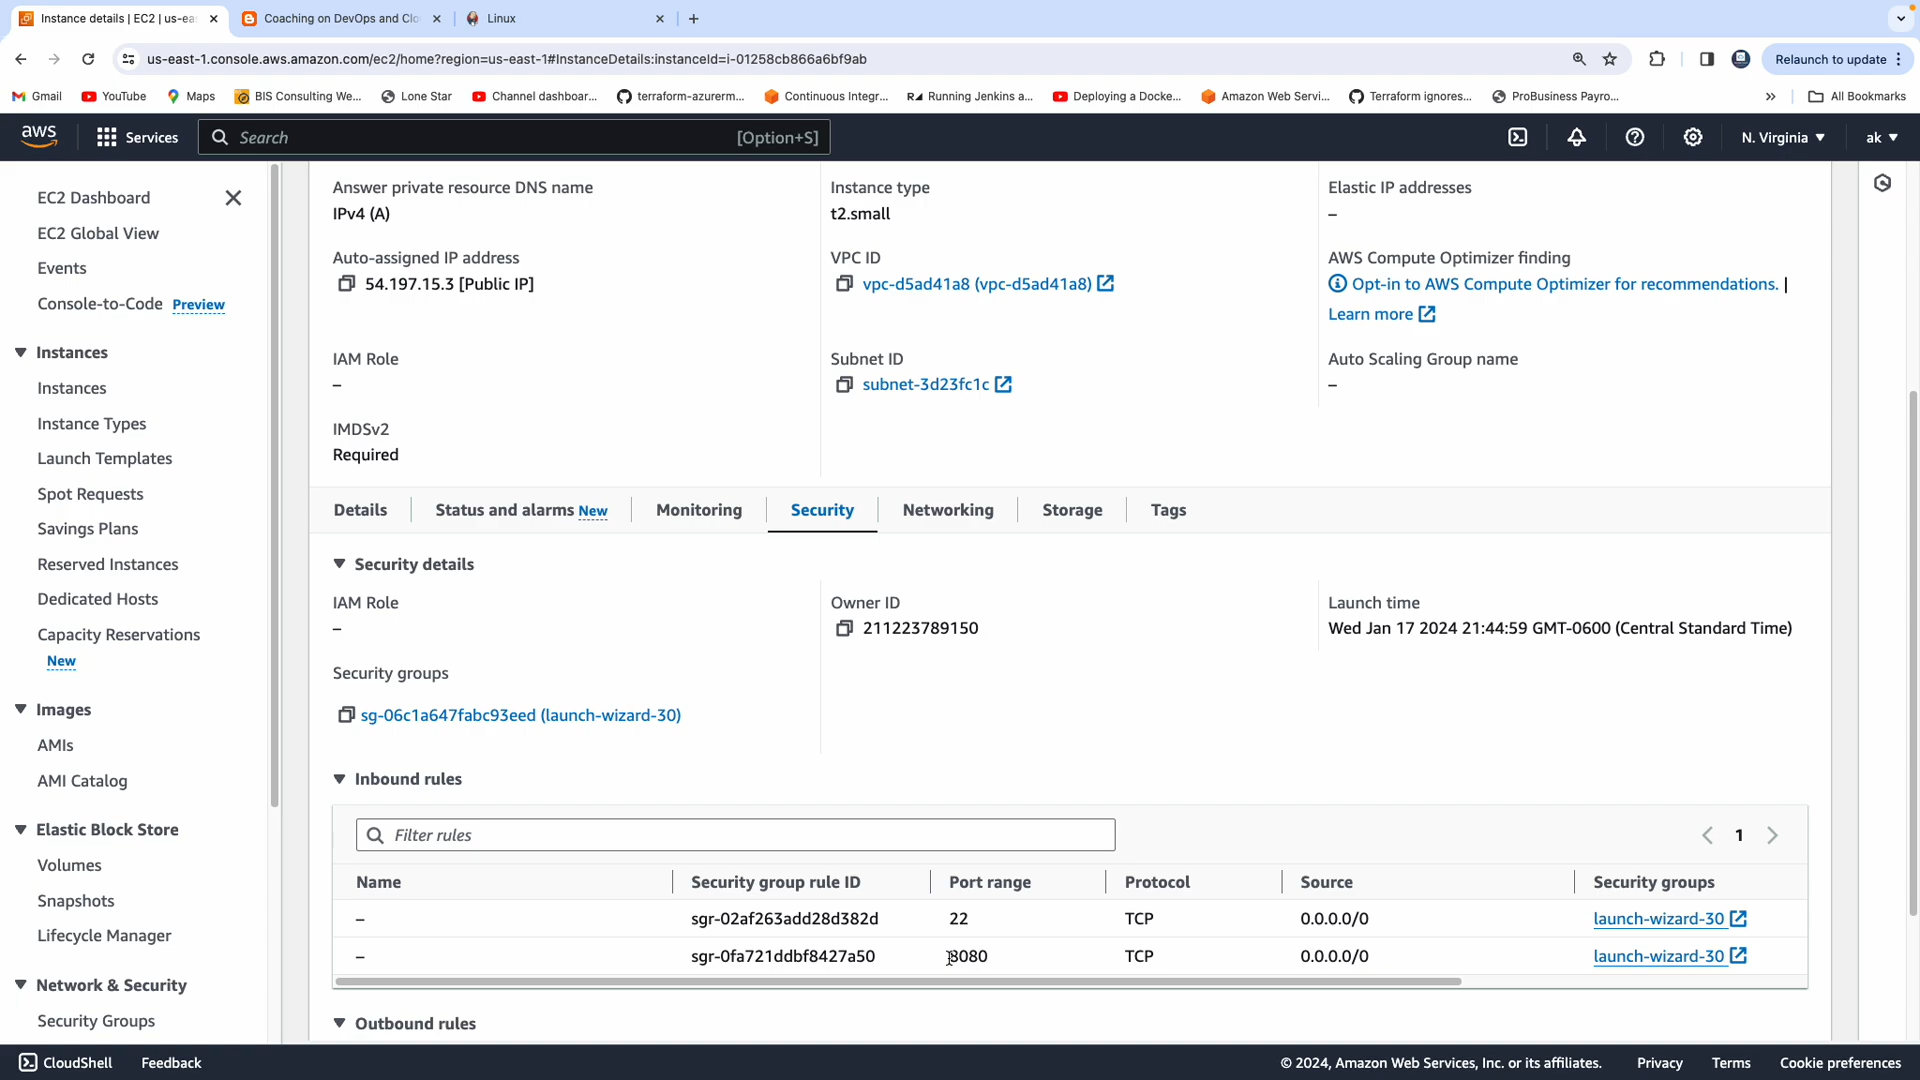 Instance details | EC2 | us-ea
Coaching on DevOps and Clo
Linux
us-east-1.console.aws.amazon.com/ec2/home?region=us-east-1#InstanceDetails:instanceId=i-01258cb866a6bf9ab
Relaunch to update
Gmail
YouTube
Maps
BIS Consulting We...
Lone Star
Channel dashboar...
terraform-azurerm...
Continuous Integr...
Running Jenkins a...
Deploying a Docke...
Amazon Web Servi...
Terraform ignores...
ProBusiness Payro...
»
All Bookmarks
aws
Services
Search
[Option+S]
N. Virginia
ak
EC2 Dashboard
EC2 Global View
Events
Console-to-Code Preview
Instances
Instances
Instance Types
Launch Templates
Spot Requests
Savings Plans
Reserved Instances
Dedicated Hosts
Capacity Reservations
New
Images
AMIs
AMI Catalog
Elastic Block Store
Volumes
Snapshots
Lifecycle Manager
Network & Security
Security Groups
Answer private resource DNS name
IPv4 (A)
Instance type
t2.small
Elastic IP addresses
–
Auto-assigned IP address
54.197.15.3 [Public IP]
VPC ID
vpc-d5ad41a8 (vpc-d5ad41a8)
AWS Compute Optimizer finding
Opt-in to AWS Compute Optimizer for recommendations. |
Learn more
IAM Role
–
Subnet ID
subnet-3d23fc1c
Auto Scaling Group name
–
IMDSv2
Required
Details
Status and alarms New
Monitoring
Security
Networking
Storage
Tags
Security details
IAM Role
–
Owner ID
211223789150
Launch time
Wed Jan 17 2024 21:44:59 GMT-0600 (Central Standard Time)
Security groups
sg-06c1a647fabc93eed (launch-wizard-30)
Inbound rules
Filter rules
1
Name Security group rule ID Port range Protocol Source Security groups
– sgr-02af263add28d382d 22 TCP 0.0.0.0/0 launch-wizard-30
– sgr-0fa721ddbf8427a50 8080 TCP 0.0.0.0/0 launch-wizard-30
Outbound rules
CloudShell
Feedback
© 2024, Amazon Web Services, Inc. or its affiliates.
Privacy
Terms
Cookie preferences